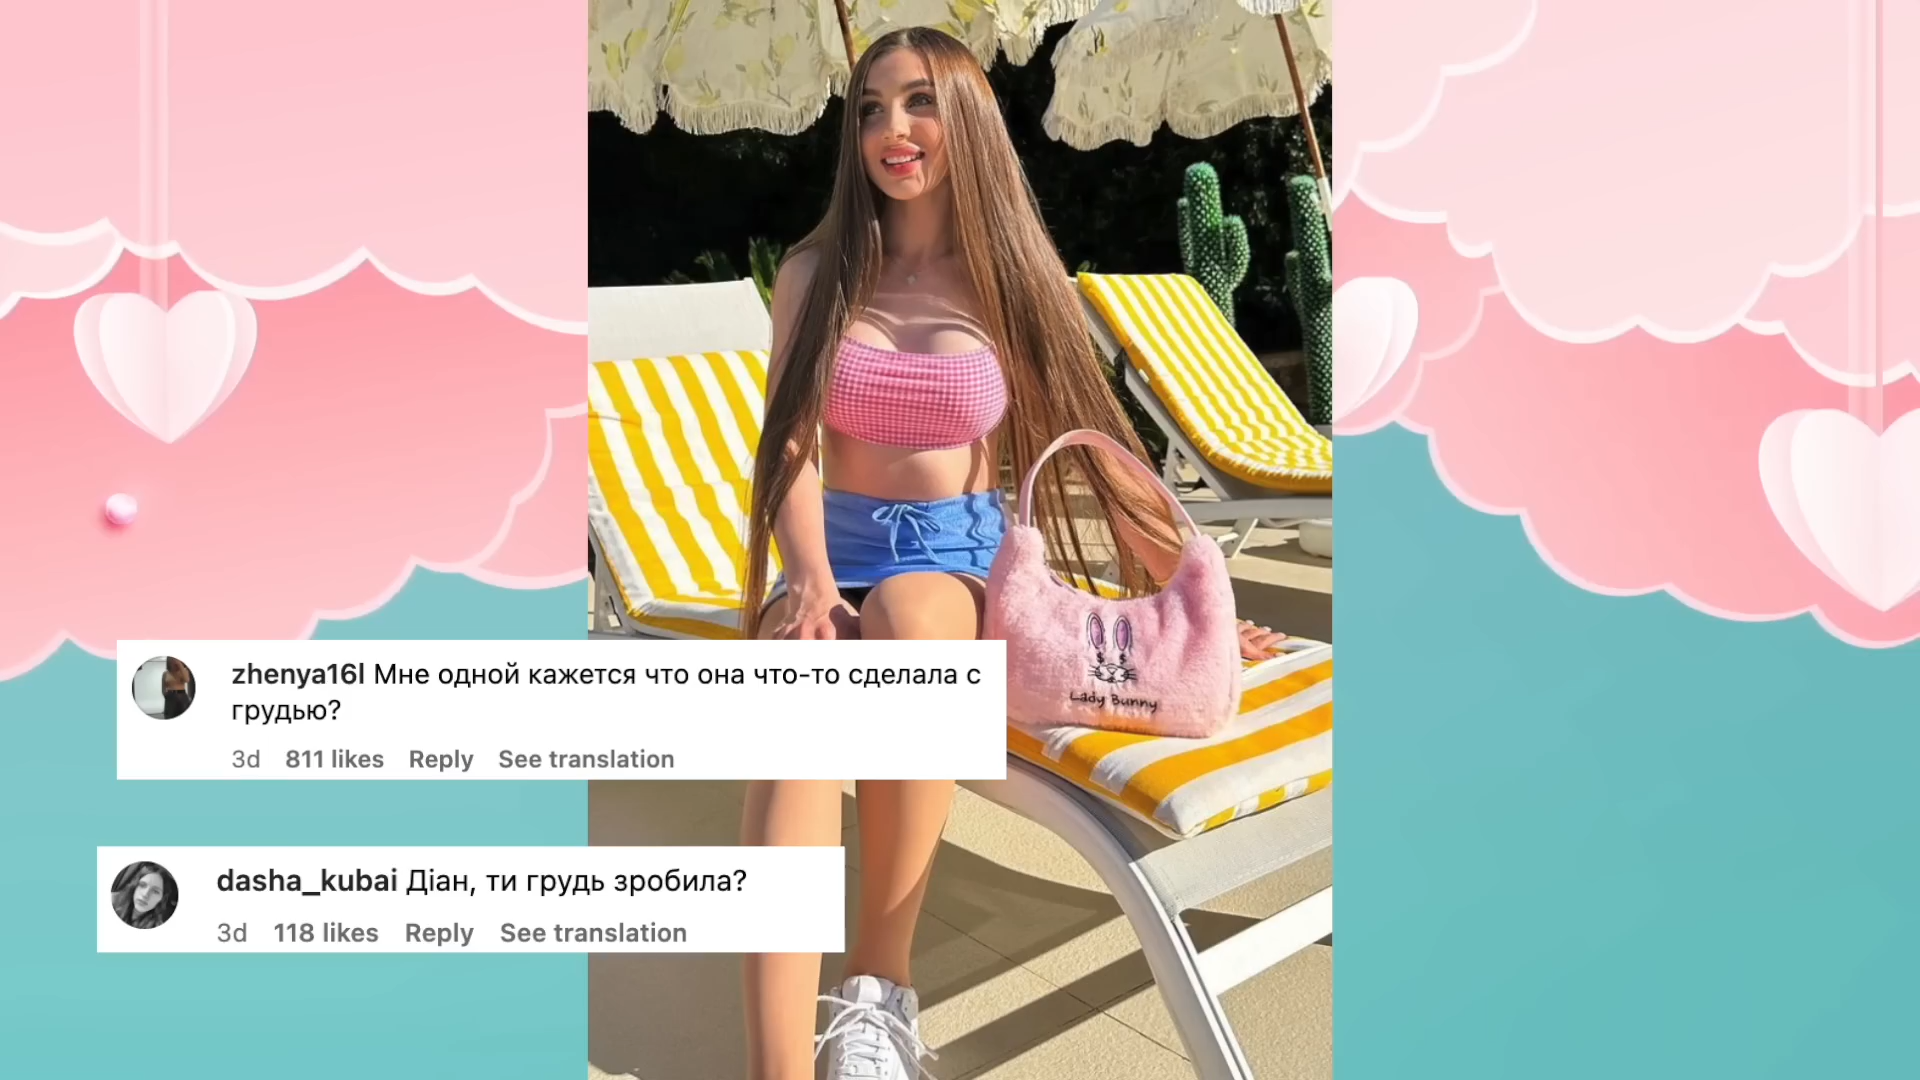 Lady Bunny
zhenya16l Мне одной кажется что она что-то сделала с
грудью?
3d 811 likes Reply See translation
dasha_kubai Діан, ти грудь зробила?
3d 118 likes Reply See translation